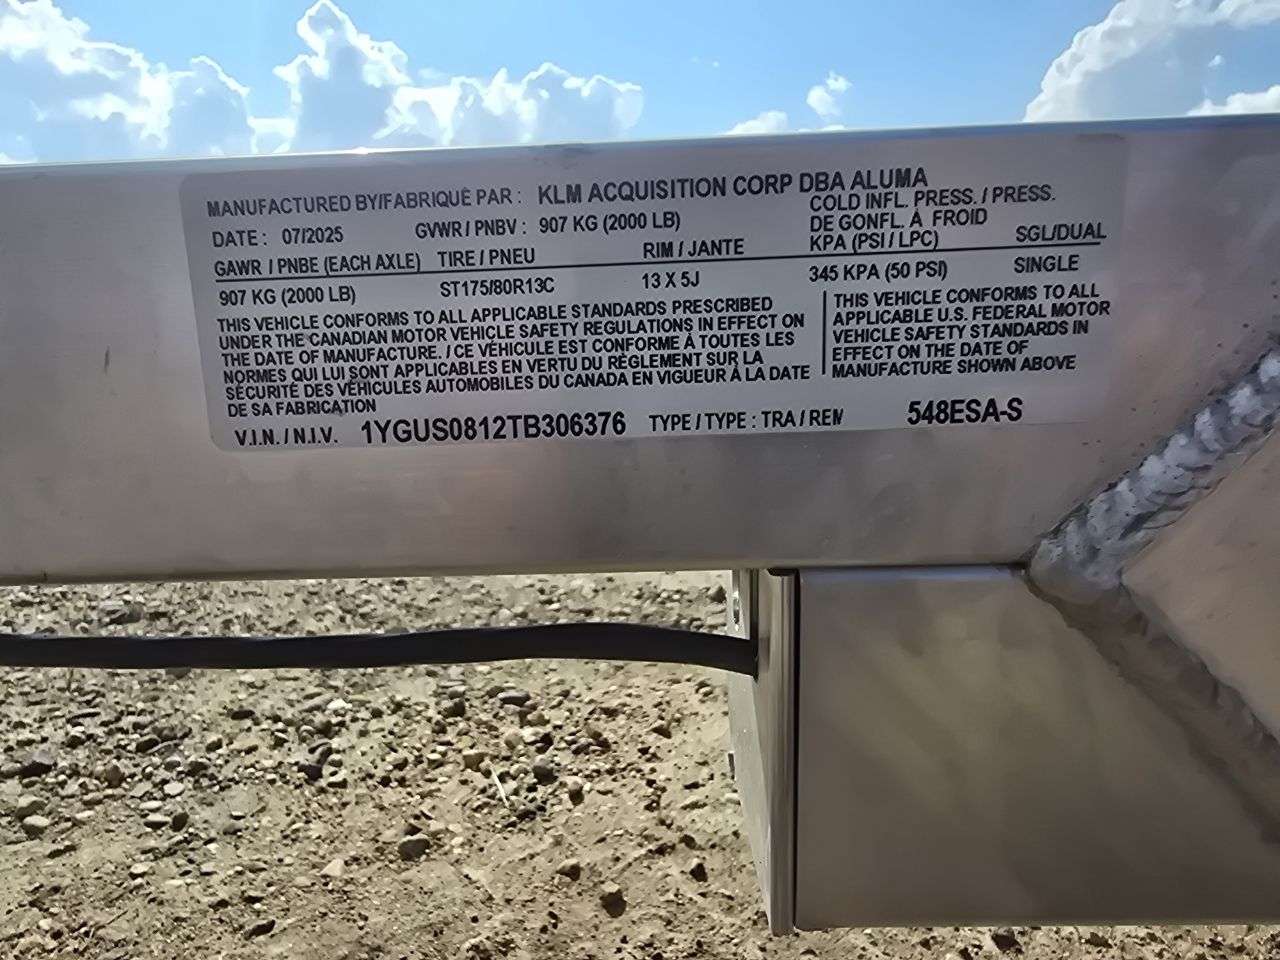 MANUFACTURED BY/FABRIQUÉ PAR : KLM ACQUISITION CORP DBA ALUMA
DATE : 07/2025 GVWR / PNBV : 907 KG (2000 LB) COLD INFL. PRESS. / PRESS.
DE GONFL. À FROID
GAWR / PNBE (EACH AXLE) TIRE / PNEU RIM / JANTE KPA (PSI / LPC) SGL/DUAL
907 KG (2000 LB) ST175/80R13C 13 X 5J 345 KPA (50 PSI) SINGLE
THIS VEHICLE CONFORMS TO ALL APPLICABLE STANDARDS PRESCRIBED
UNDER THE CANADIAN MOTOR VEHICLE SAFETY REGULATIONS IN EFFECT ON
THE DATE OF MANUFACTURE. / CE VÉHICULE EST CONFORME À TOUTES LES
NORMES QUI LUI SONT APPLICABLES EN VERTU DU RÈGLEMENT SUR LA
SÉCURITÉ DES VÉHICULES AUTOMOBILES DU CANADA EN VIGUEUR À LA DATE
DE SA FABRICATION
THIS VEHICLE CONFORMS TO ALL
APPLICABLE U.S. FEDERAL MOTOR
VEHICLE SAFETY STANDARDS IN
EFFECT ON THE DATE OF
MANUFACTURE SHOWN ABOVE
V.I.N. / N.I.V. 1YGUS0812TB306376 TYPE / TYPE : TRA / REM 548ESA-S